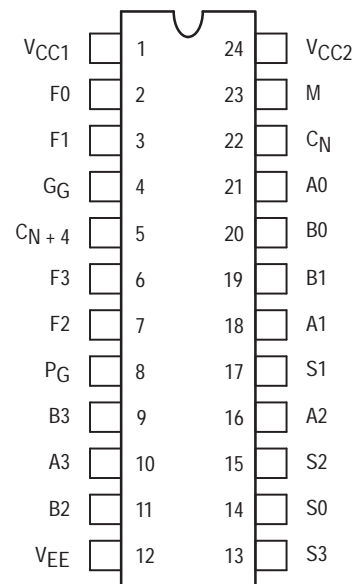 VCC1 1 24 VCC2
F0 2 23 M
F1 3 22 CN
GG 4 21 A0
CN + 4 5 20 B0
F3 6 19 B1
F2 7 18 A1
PG 8 17 S1
B3 9 16 A2
A3 10 15 S2
B2 11 14 S0
VEE 12 13 S3